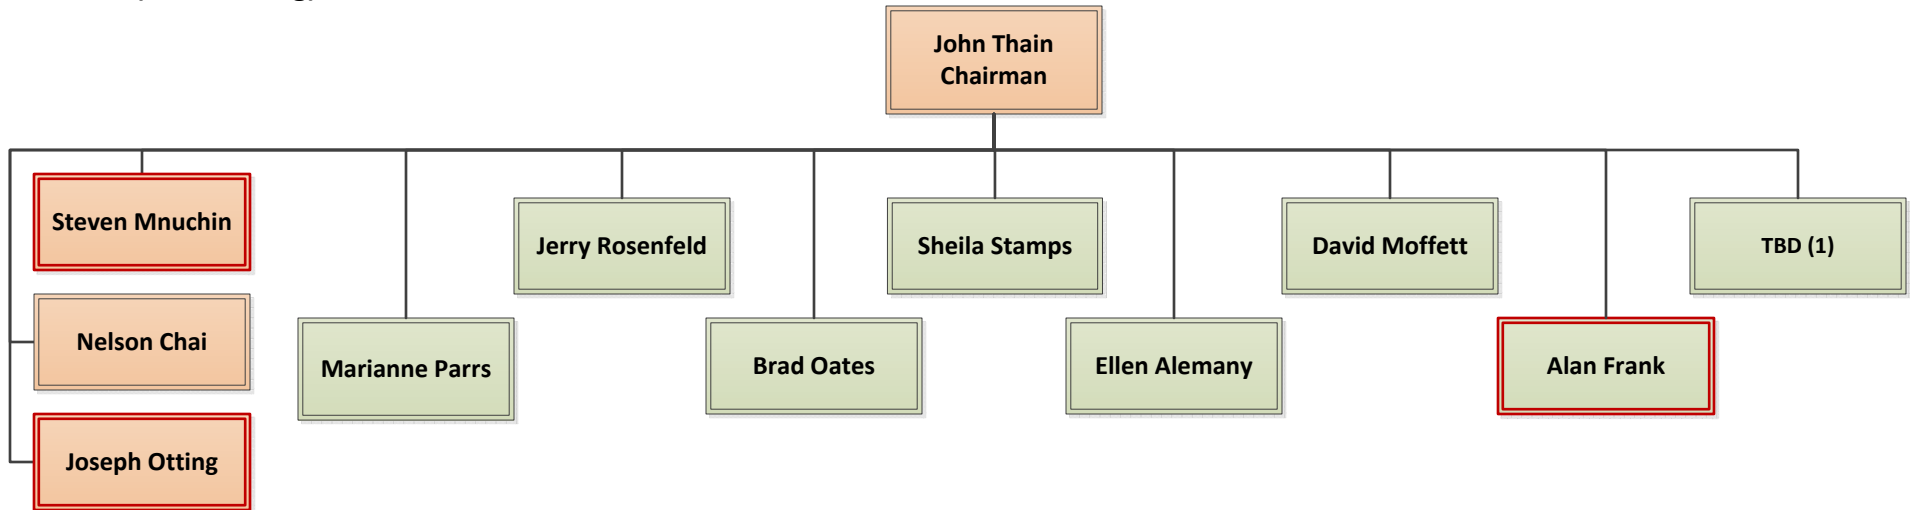 John Thain
Chairman
Steven Mnuchin
Jerry Rosenfeld
Sheila Stamps
David Moffett
TBD (1)
Nelson Chai
Marianne Parrs
Brad Oates
Ellen Alemany
Alan Frank
Joseph Otting